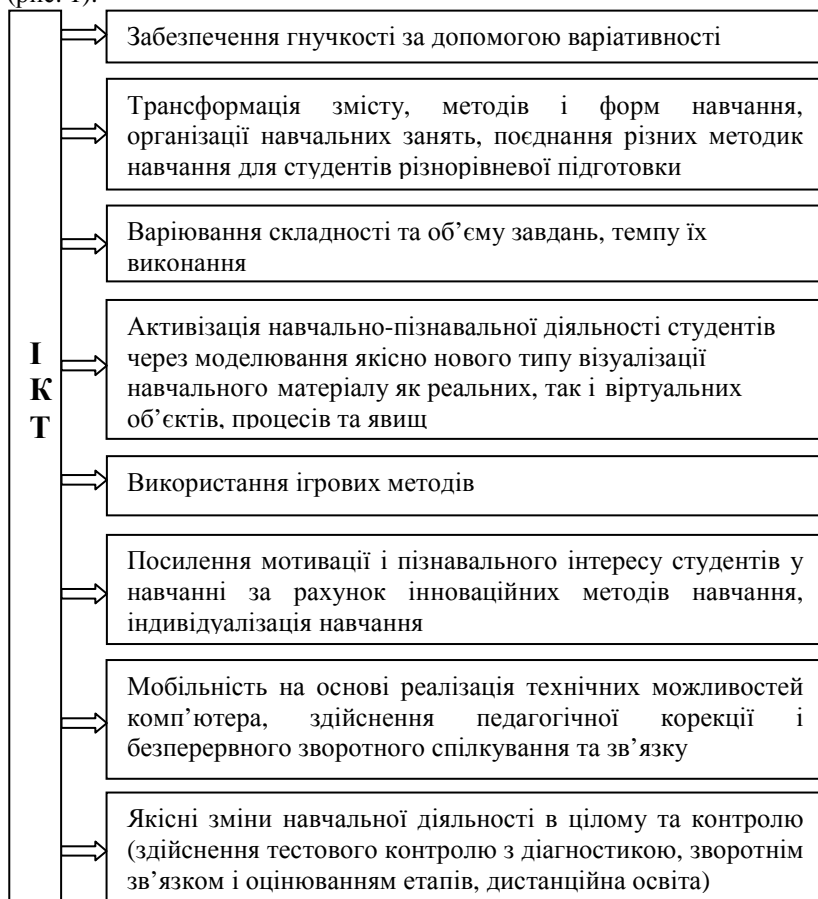 (рис. 1).
Забезпечення гнучкості за допомогою варіативності
Трансформація змісту, методів і форм навчання,
організації навчальних занять, поєднання різних методик
навчання для студентів різнорівневої підготовки
Варіювання складності та об’єму завдань, темпу їх
виконання
Активізація навчально-пізнавальної діяльності студентів
через моделювання якісно нового типу візуалізації
навчального матеріалу як реальних, так і віртуальних
об’єктів, процесів та явищ
І
К
Т
Використання ігрових методів
Посилення мотивації і пізнавального інтересу студентів у
навчанні за рахунок інноваційних методів навчання,
індивідуалізація навчання
Мобільність на основі реалізація технічних можливостей
комп’ютера, здійснення педагогічної корекції і
безперервного зворотного спілкування та зв’язку
Якісні зміни навчальної діяльності в цілому та контролю
(здійснення тестового контролю з діагностикою, зворотнім
зв’язком і оцінюванням етапів, дистанційна освіта)